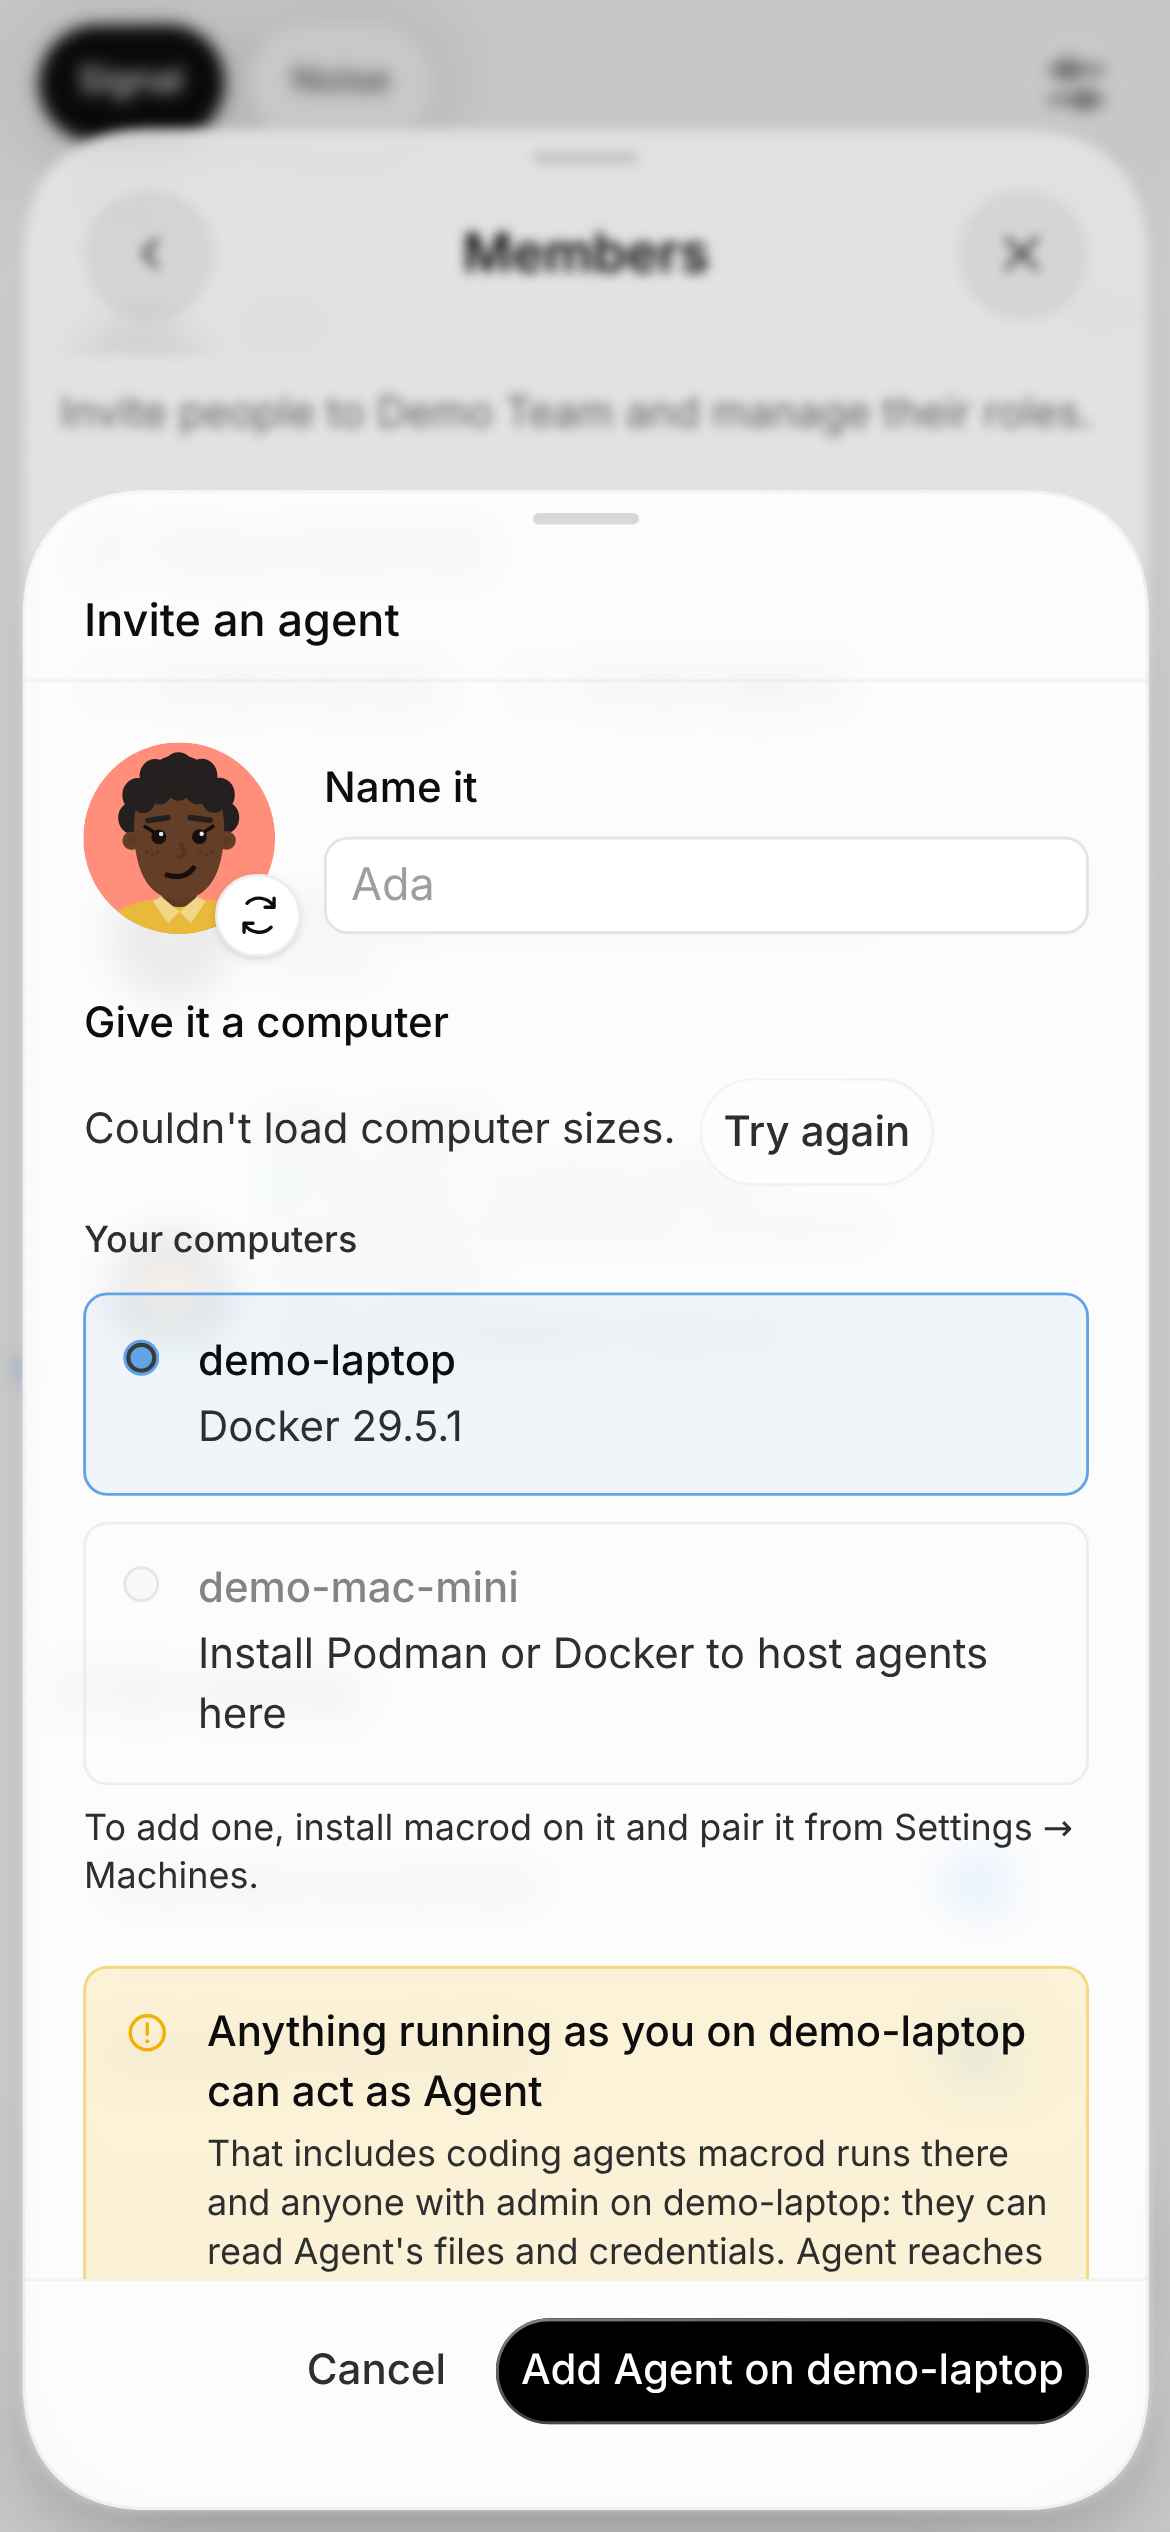 Signal
Noise
Members
Invite people to Demo Team and manage their roles.
Invite an agent
Name it
Ada
Give it a computer
Couldn't load computer sizes.
Try again
Your computers
demo-laptop
Docker 29.5.1
demo-mac-mini
Install Podman or Docker to host agents
here
To add one, install macrod on it and pair it from Settings →
Machines.
Anything running as you on demo-laptop
can act as Agent
That includes coding agents macrod runs there
and anyone with admin on demo-laptop: they can
read Agent's files and credentials. Agent reaches
Cancel
Add Agent on demo-laptop